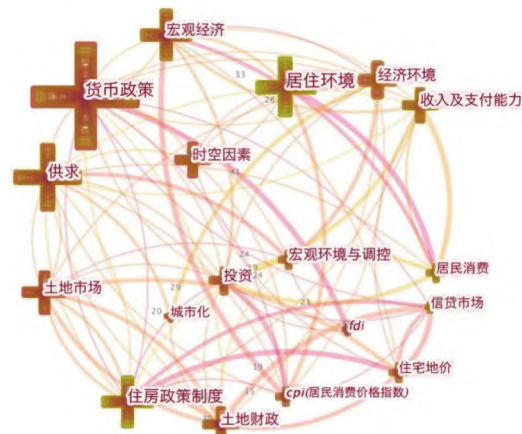 宏观经济
33
居住环境
经济环境
货币政策
26
收入及支付能力
时空因素
供求
41
24
宏观环境与调控
居民消费
投资
24
土地市场
29
21
信贷市场
20
城市化
fdi
19
住宅地价
15
cpi(居民消费价格指数)
住房政策制度
土地财政